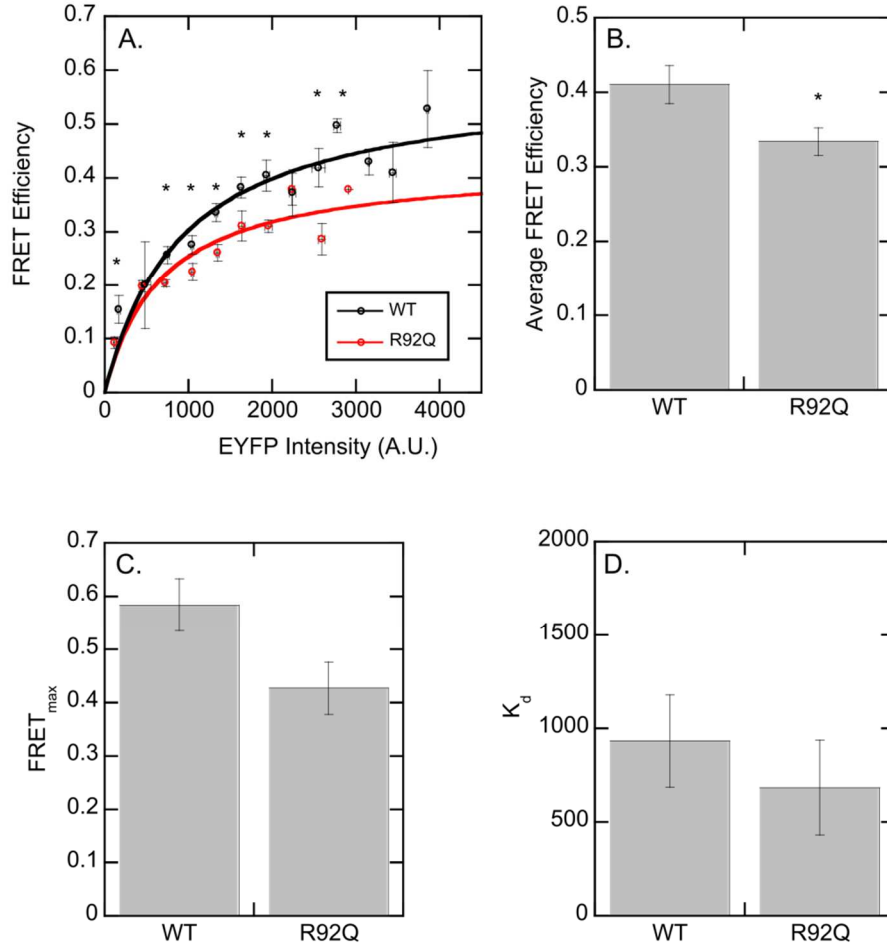 A.
0.7
0.6
0.5
0.4
0.3
0.2
0.1
0
FRET Efficiency
* * * * * * * *
WT
R92Q
0 1000 2000 3000 4000
EYFP Intensity (A.U.)
B.
0.5
0.4
0.3
0.2
0.1
0
Average FRET Efficiency
*
WT R92Q
C.
0.7
0.6
0.5
0.4
0.3
0.2
0.1
0
FRETmax
WT R92Q
D.
2000
1500
1000
500
0
Kd
WT R92Q